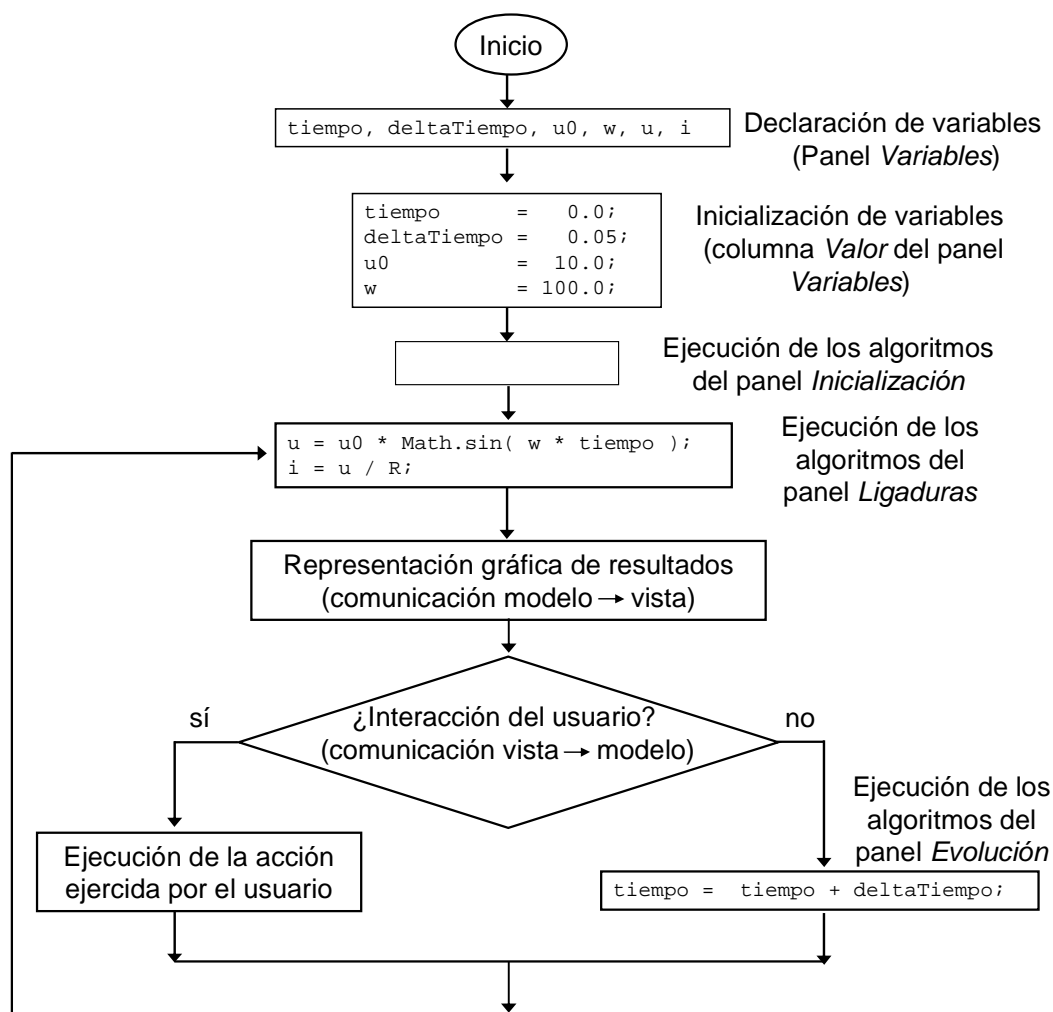 Inicio
tiempo, deltaTiempo, u0, w, u, i
Declaración de variables
(Panel Variables)
tiempo = 0.0;
deltaTiempo = 0.05;
u0 = 10.0;
w = 100.0;
Inicialización de variables
(columna Valor del panel
Variables)
Ejecución de los algoritmos
del panel Inicialización
u = u0 * Math.sin( w * tiempo );
i = u / R;
Ejecución de los
algoritmos del
panel Ligaduras
Representación gráfica de resultados
(comunicación modelo → vista)
¿Interacción del usuario?
(comunicación vista → modelo)
sí
no
Ejecución de la acción
ejercida por el usuario
Ejecución de los
algoritmos del
panel Evolución
tiempo = tiempo + deltaTiempo;